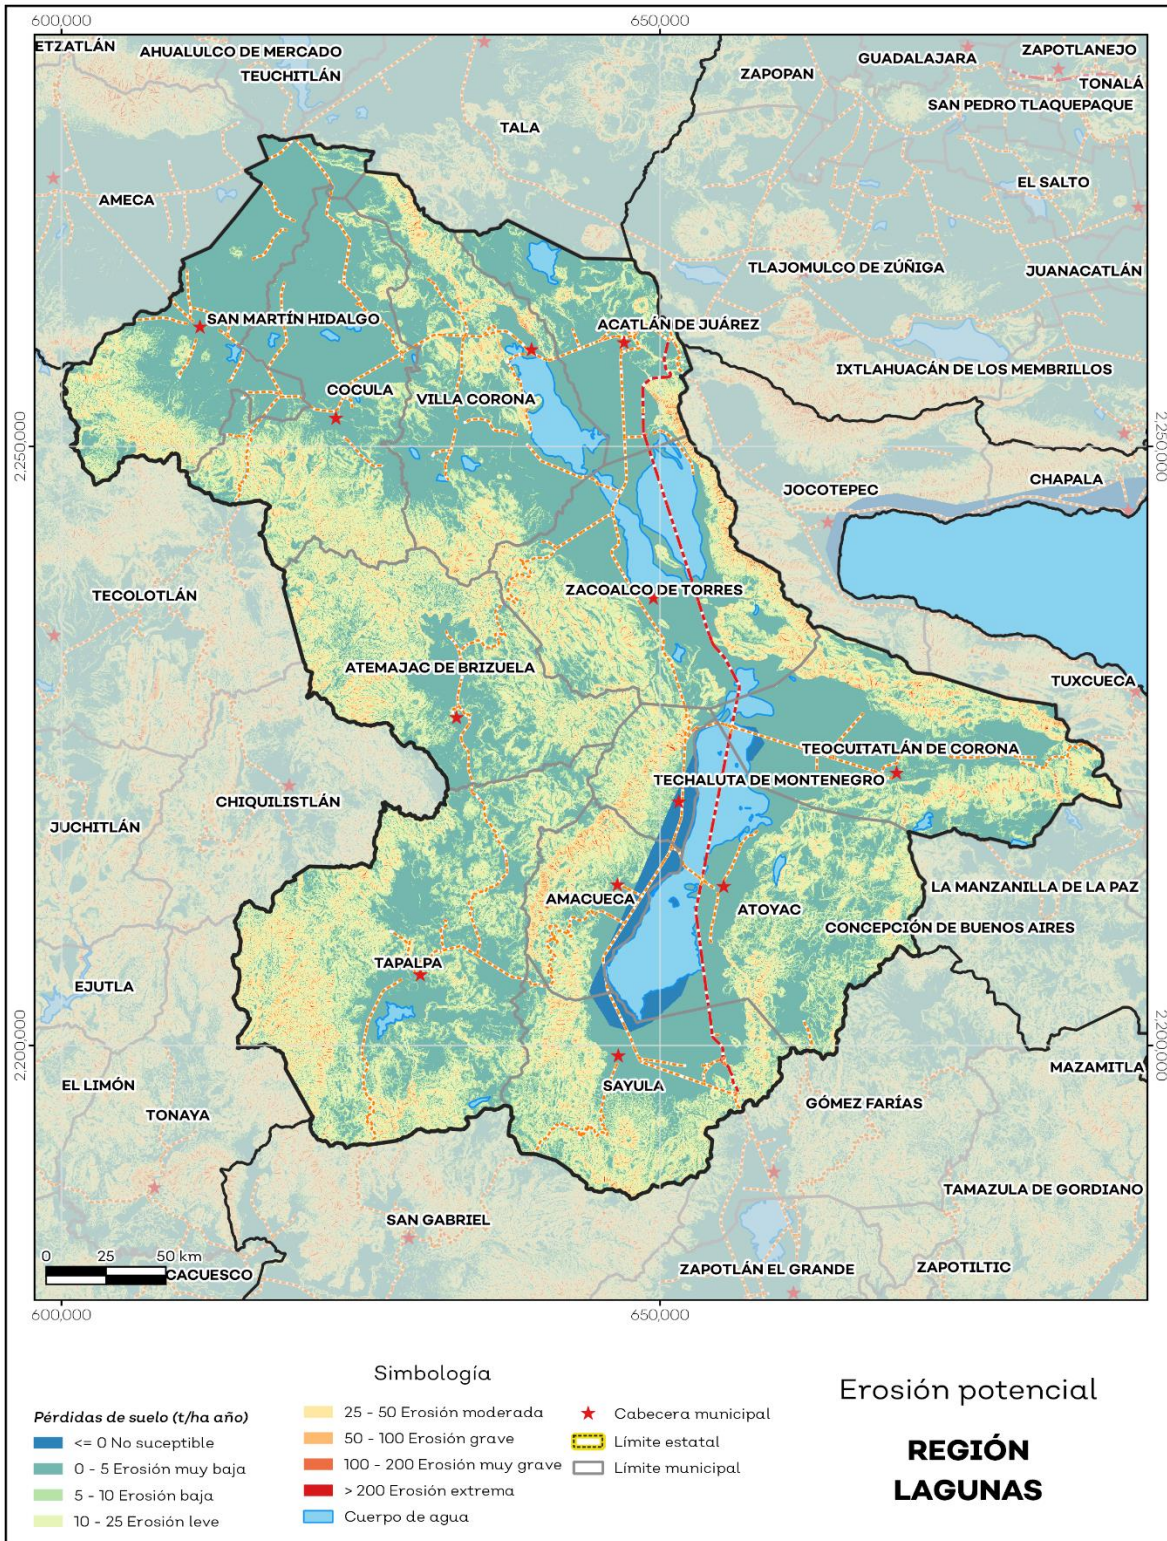 600,000
650,000
ETZATLÁN
AHUALULCO DE MERCADO
TEUCHITLÁN
ZAPOPAN
GUADALAJARA
ZAPOTLANEJO
TONALÁ
SAN PEDRO TLAQUEPAQUE
TALA
EL SALTO
AMECA
TLAJOMULCO DE ZÚÑIGA
JUANACATLÁN
SAN MARTÍN HIDALGO
ACATLÁN DE JUÁREZ
IXTLAHUACÁN DE LOS MEMBRILLOS
COCULA
VILLA CORONA
2,250,000
2,250,000
JOCOTEPEC
CHAPALA
TECOLOTLÁN
ZACOALCO DE TORRES
ATEMAJAC DE BRIZUELA
TUXCUECA
TEOCUITATLÁN DE CORONA
TECHALUTA DE MONTENEGRO
CHIQUILISTLÁN
JUCHITLÁN
LA MANZANILLA DE LA PAZ
AMACUECA
ATOYAC
CONCEPCIÓN DE BUENOS AIRES
TAPALPA
EJUTLA
2,200,000
2,200,000
MAZAMITLA
EL LIMÓN
SAYULA
GÓMEZ FARÍAS
TONAYA
TAMAZULA DE GORDIANO
SAN GABRIEL
0 25 50 km
CACUESCO
ZAPOTLÁN EL GRANDE
ZAPOTILTIC
600,000
650,000
Simbología
Pérdidas de suelo (t/ha año)
<= 0 No suceptible
0 - 5 Erosión muy baja
5 - 10 Erosión baja
10 - 25 Erosión leve
25 - 50 Erosión moderada
50 - 100 Erosión grave
100 - 200 Erosión muy grave
> 200 Erosión extrema
Cuerpo de agua
Cabecera municipal
Límite estatal
Límite municipal
Erosión potencial
REGIÓN
LAGUNAS